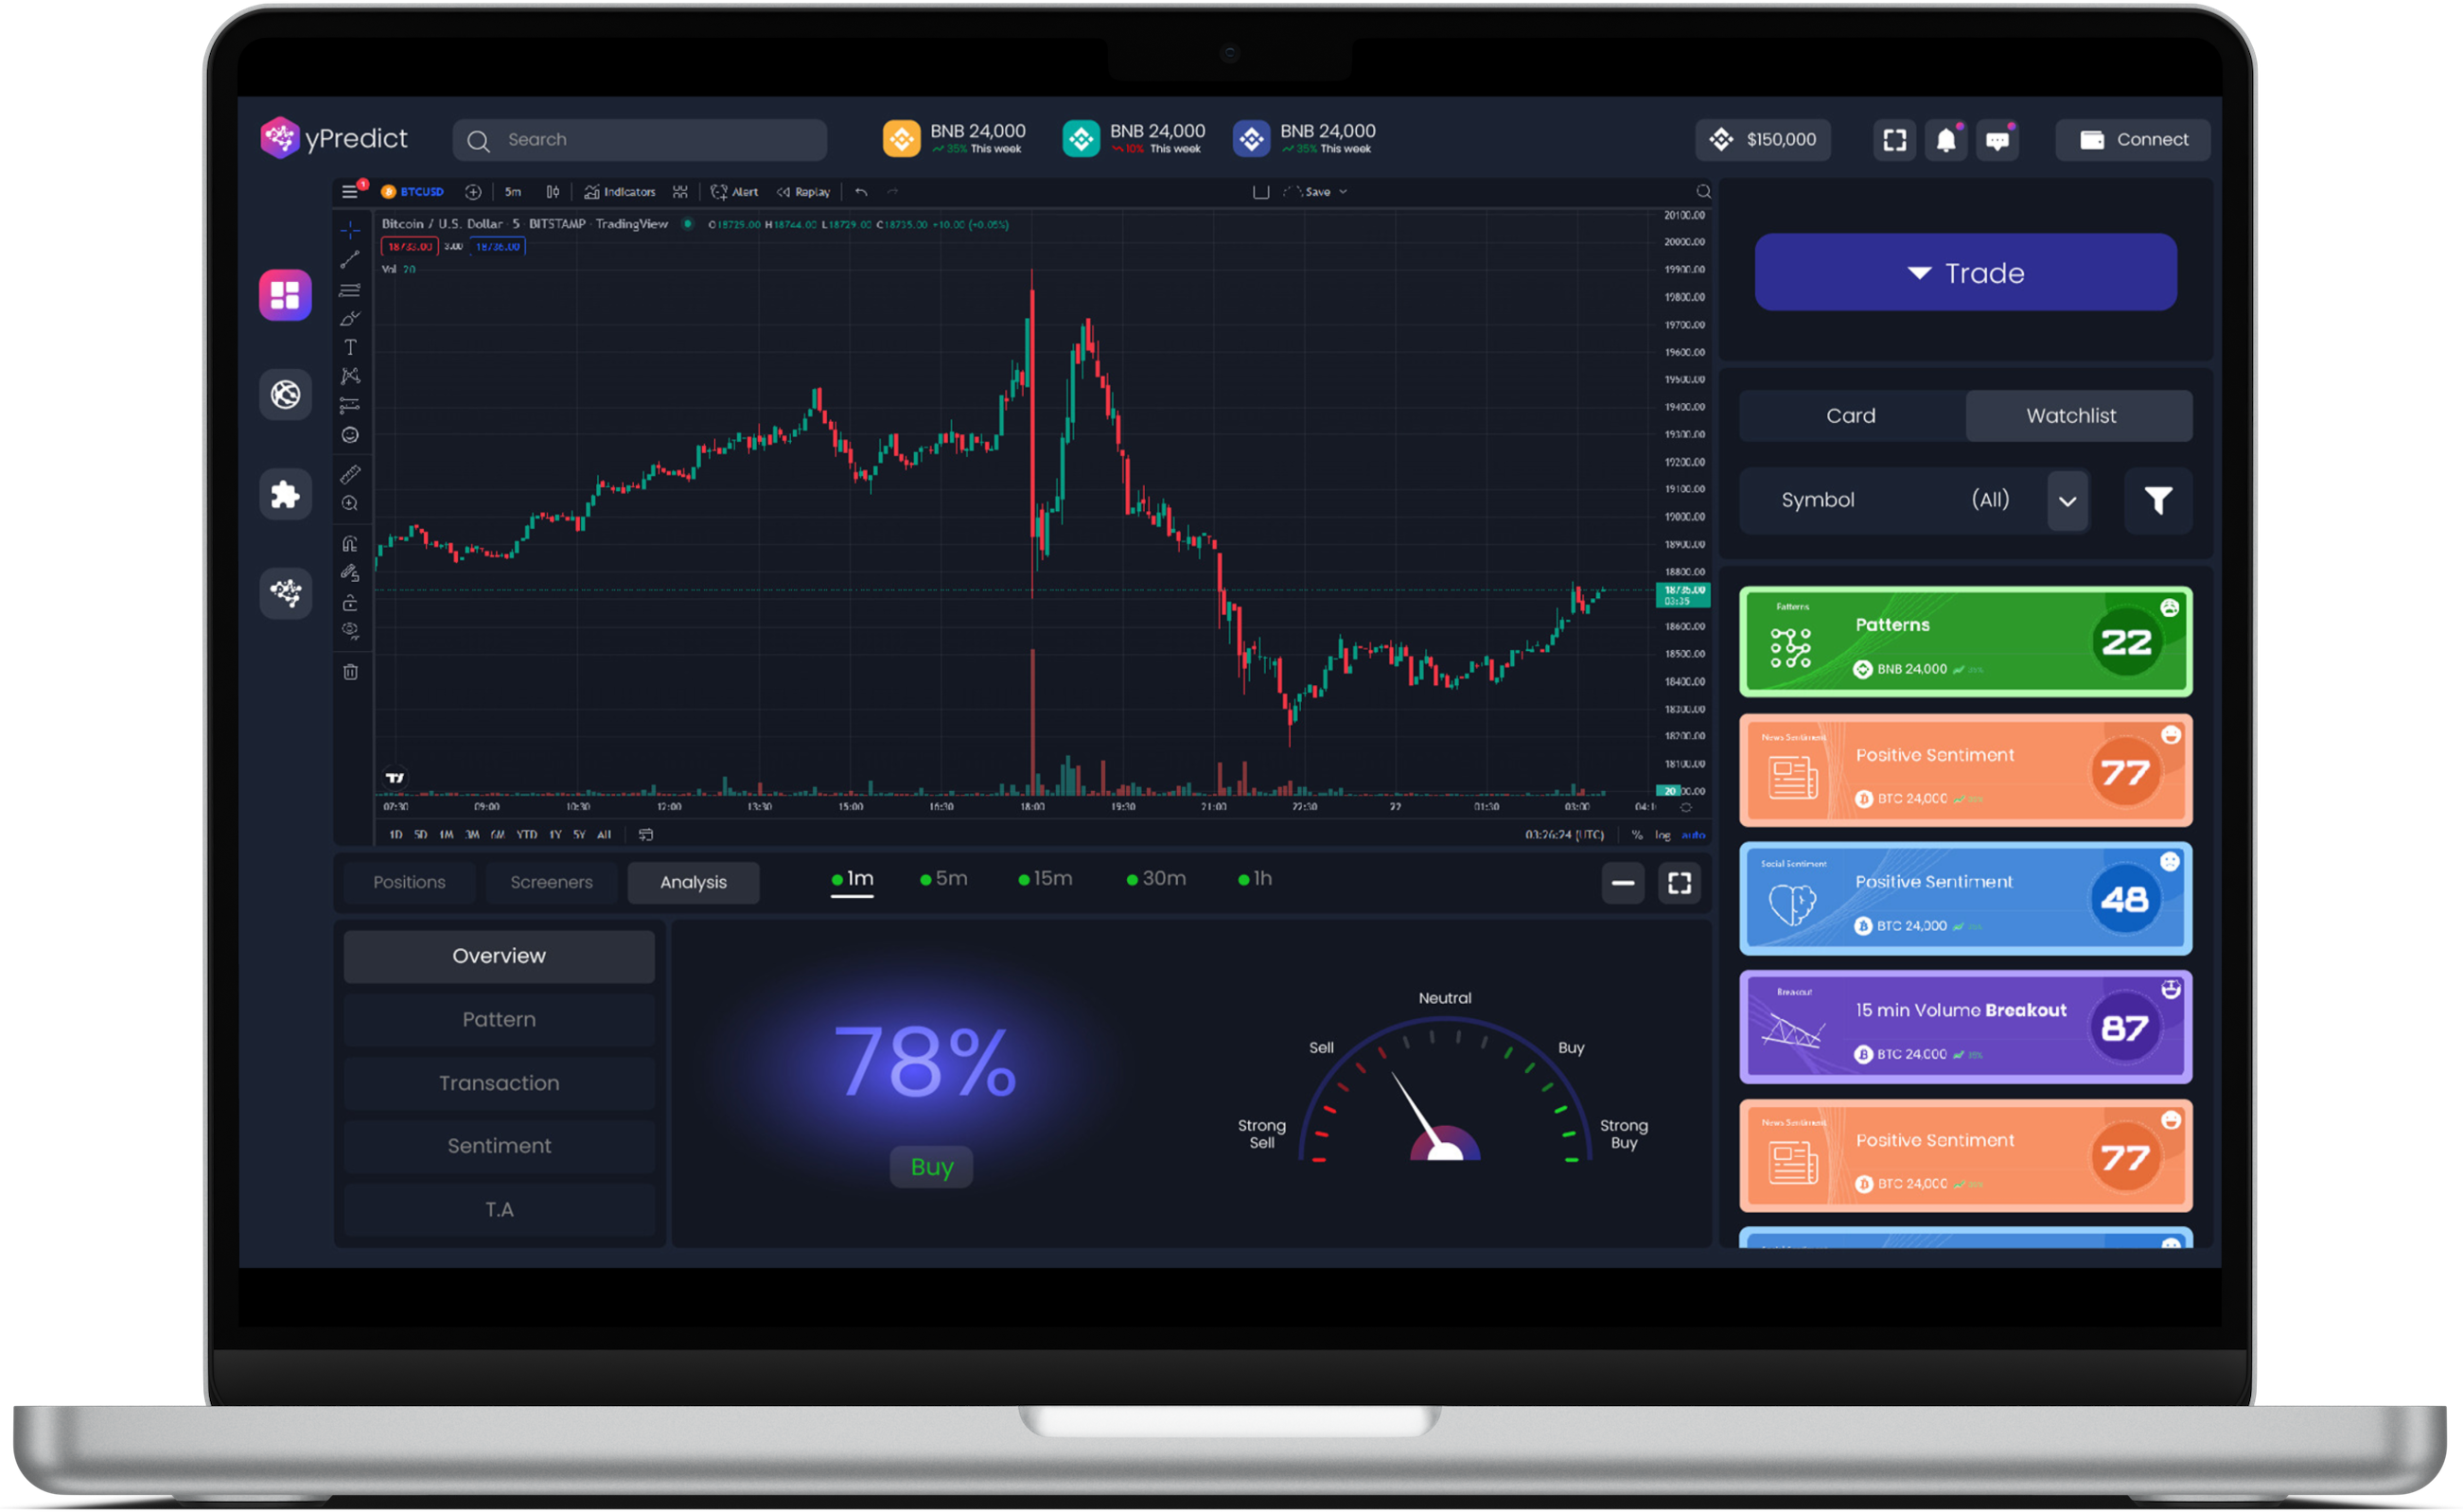 yPredict
Search
BNB 24,000
35% This week
BNB 24,000
10% This week
BNB 24,000
35% This week
$150,000
Connect
1
BTCUSD
5m
Indicators
Alert
Replay
Save
Bitcoin / U.S. Dollar · 5 · BITSTAMP · TradingView
O18729.00 H18744.00 L18729.00 C18735.00 +10.00 (+0.05%)
18733.00 3.00 18736.00
Vol 20
20100.00
20000.00
19900.00
19800.00
19700.00
19600.00
19500.00
19400.00
19300.00
19200.00
19100.00
19000.00
18900.00
18800.00
18735.00
03:35
18600.00
18500.00
18400.00
18300.00
18200.00
18100.00
20
00.00
07:30 09:00 10:30 12:00 13:30 15:00 16:30 18:00 19:30 21:00 22:30 22 01:30 03:00
1D 5D 1M 3M 6M YTD 1Y 5Y All
03:26:24 (UTC) % log auto
Trade
Card
Watchlist
Symbol
(All)
Patterns
Patterns
22
BNB 24,000
News Sentiment
Positive Sentiment
77
BTC 24,000
Social Sentiment
Positive Sentiment
48
BTC 24,000
Breakout
15 min Volume Breakout
87
BTC 24,000
News Sentiment
Positive Sentiment
77
BTC 24,000
Positions
Screeners
Analysis
1m
5m
15m
30m
1h
Overview
Pattern
Transaction
Sentiment
T.A
78%
Buy
Neutral
Sell
Buy
Strong
Sell
Strong
Buy